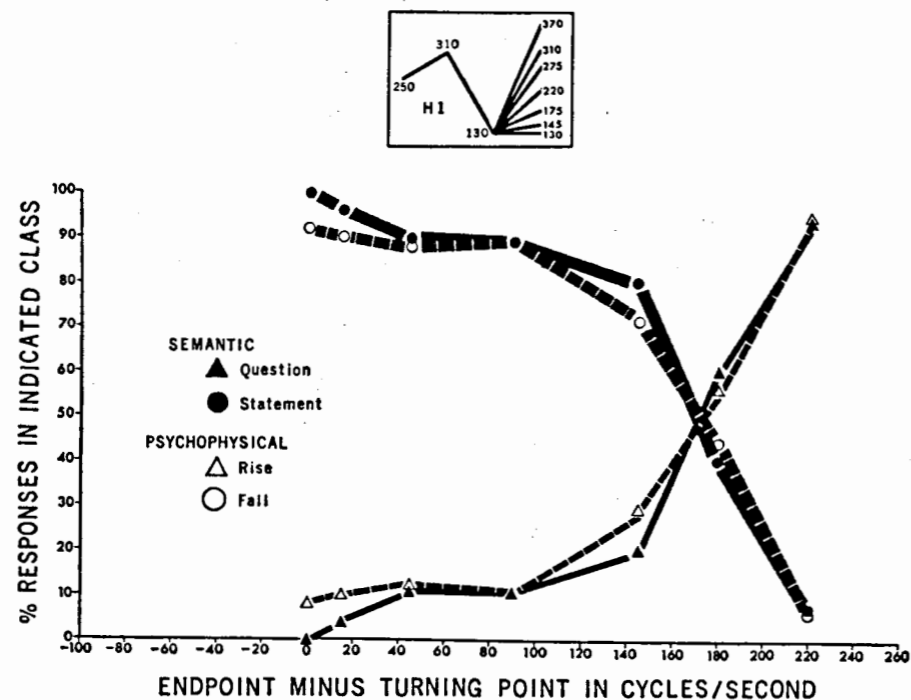 370
310
310
275
250
220
H1
175
145
130
130
100
90
80
70
60
50
40
30
20
10
0
% RESPONSES IN INDICATED CLASS
SEMANTIC
Question
Statement
PSYCHOPHYSICAL
Rise
Fall
-100 -80 -60 -40 -20 0 20 40 60 80 100 120 140 160 180 200 220 240 260
ENDPOINT MINUS TURNING POINT IN CYCLES/SECOND